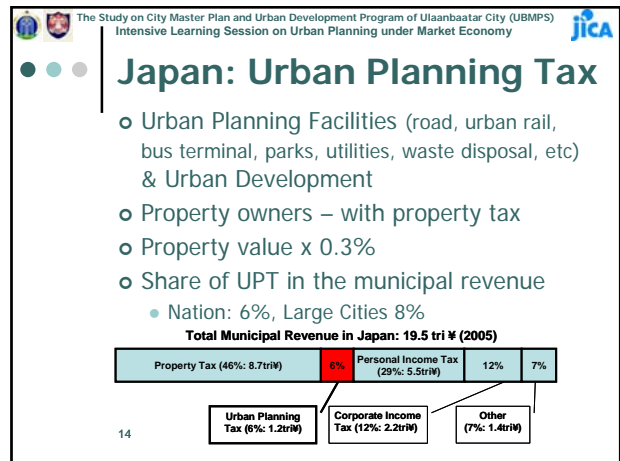 The Study on City Master Plan and Urban Development Program of Ulaanbaatar City (UBMPS)
Intensive Learning Session on Urban Planning under Market Economy
jICA
Japan: Urban Planning Tax
Urban Planning Facilities (road, urban rail,
bus terminal, parks, utilities, waste disposal, etc)
& Urban Development
Property owners – with property tax
Property value x 0.3%
Share of UPT in the municipal revenue
Nation: 6%, Large Cities 8%
Total Municipal Revenue in Japan: 19.5 tri ¥ (2005)
Property Tax (46%: 8.7tri¥)
6%
Personal Income Tax
(29%: 5.5tri¥)
12%
7%
Urban Planning
Tax (6%: 1.2tri¥)
Corporate Income
Tax (12%: 2.2tri¥)
Other
(7%: 1.4tri¥)
14